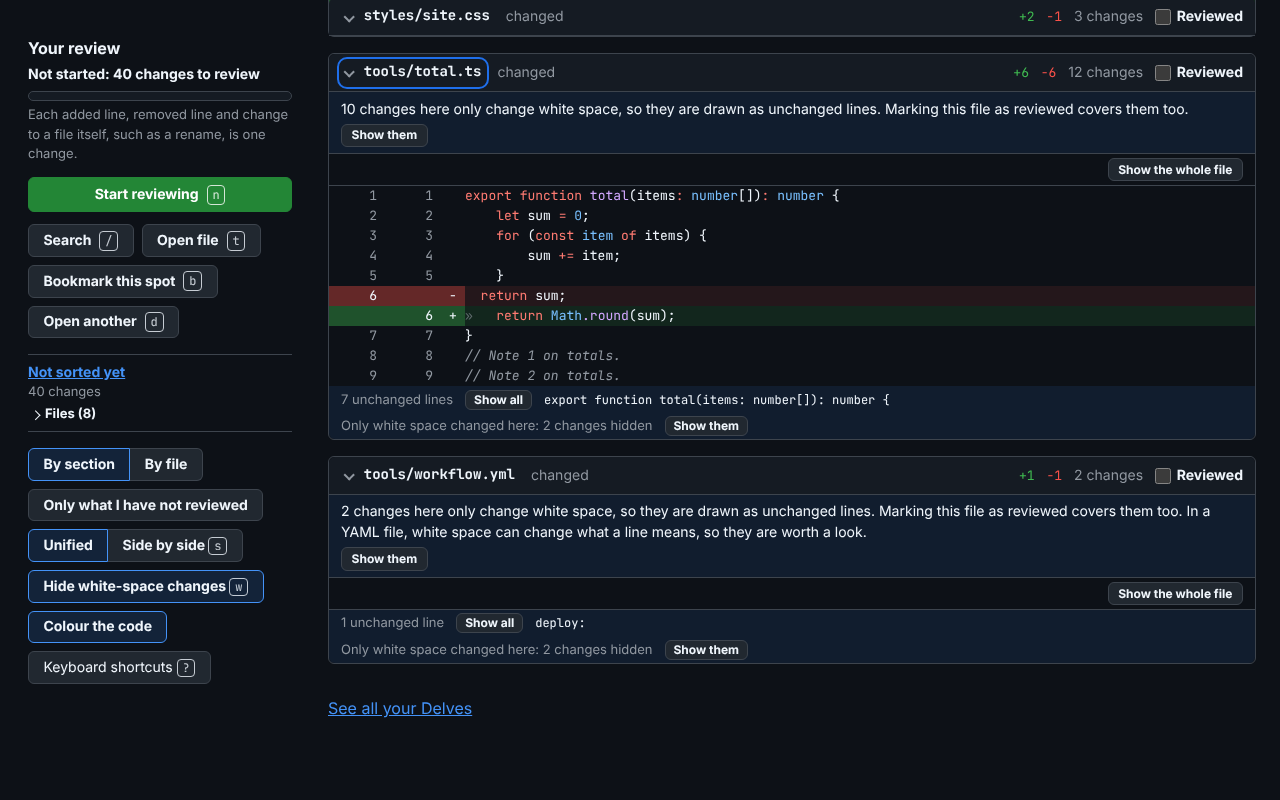 Your review
Not started: 40 changes to review
Each added line, removed line and change
to a file itself, such as a rename, is one
change.
Start reviewing n
Search / Open file t
Bookmark this spot b
Open another d
Not sorted yet
40 changes
Files (8)
By section By file
Only what I have not reviewed
Unified Side by side s
Hide white-space changes w
Colour the code
Keyboard shortcuts ?
styles/site.css changed +2 -1 3 changes Reviewed
tools/total.ts changed +6 -6 12 changes Reviewed
10 changes here only change white space, so they are drawn as unchanged lines. Marking this file as reviewed covers them too.
Show them
Show the whole file
1 1 export function total(items: number[]): number {
2 2 let sum = 0;
3 3 for (const item of items) {
4 4 sum += item;
5 5 }
6 - return sum;
6 + » return Math.round(sum);
7 7 }
8 8 // Note 1 on totals.
9 9 // Note 2 on totals.
7 unchanged lines Show all export function total(items: number[]): number {
Only white space changed here: 2 changes hidden Show them
tools/workflow.yml changed +1 -1 2 changes Reviewed
2 changes here only change white space, so they are drawn as unchanged lines. Marking this file as reviewed covers them too. In a
YAML file, white space can change what a line means, so they are worth a look.
Show them
Show the whole file
1 unchanged line Show all deploy:
Only white space changed here: 2 changes hidden Show them
See all your Delves